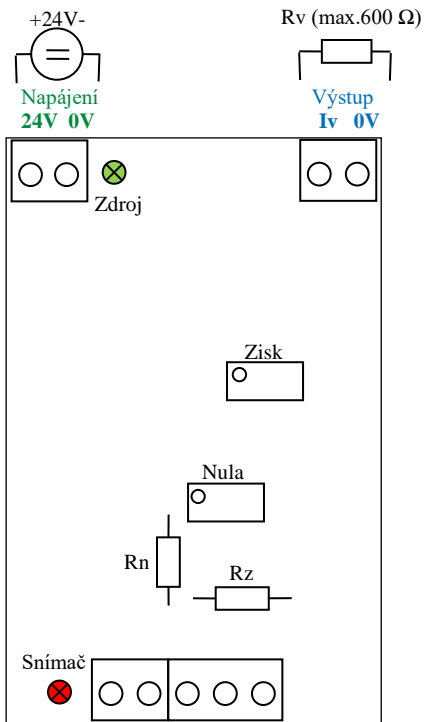 +24V-
Rv (max.600 Ω)
Napájení
24V 0V
Výstup
Iv 0V
Zdroj
Zisk
Nula
Rn
Rz
Snímač